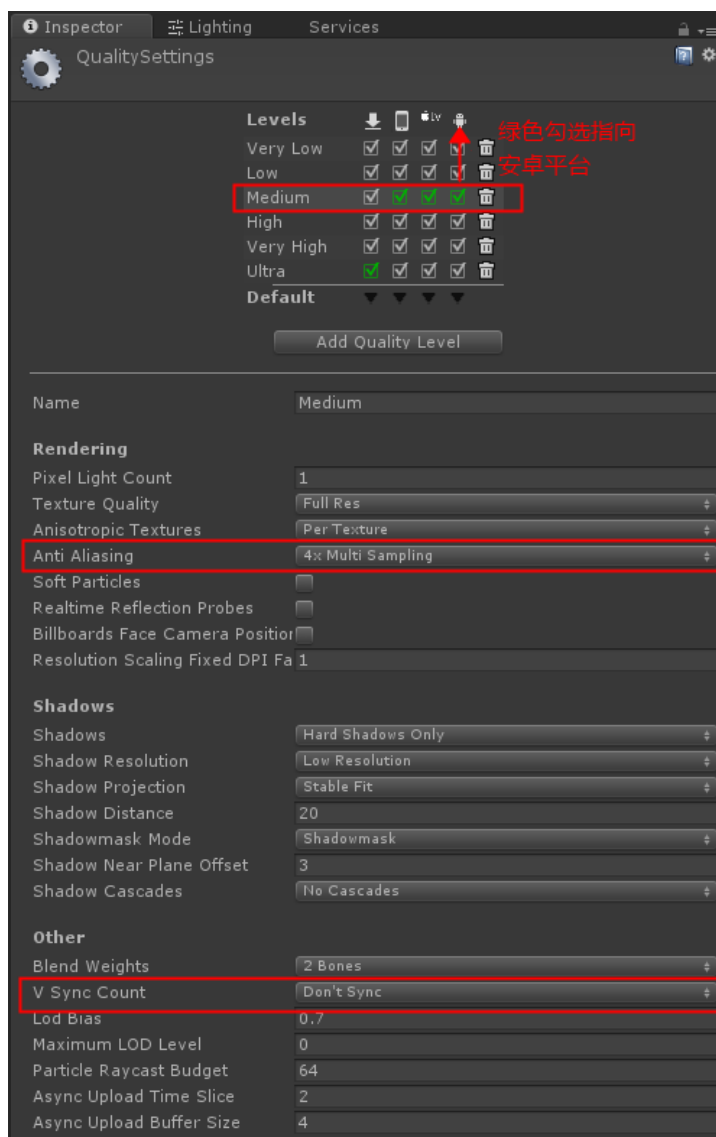 Inspector Lighting Services
QualitySettings
Levels tv
绿色勾选指向
安卓平台
Very Low
Low
Medium
High
Very High
Ultra
Default
Add Quality Level
Name Medium
Rendering
Pixel Light Count 1
Texture Quality Full Res
Anisotropic Textures Per Texture
Anti Aliasing 4x Multi Sampling
Soft Particles
Realtime Reflection Probes
Billboards Face Camera Position
Resolution Scaling Fixed DPI Fa 1
Shadows
Shadows Hard Shadows Only
Shadow Resolution Low Resolution
Shadow Projection Stable Fit
Shadow Distance 20
Shadowmask Mode Shadowmask
Shadow Near Plane Offset 3
Shadow Cascades No Cascades
Other
Blend Weights 2 Bones
V Sync Count Don't Sync
Lod Bias 0.7
Maximum LOD Level 0
Particle Raycast Budget 64
Async Upload Time Slice 2
Async Upload Buffer Size 4